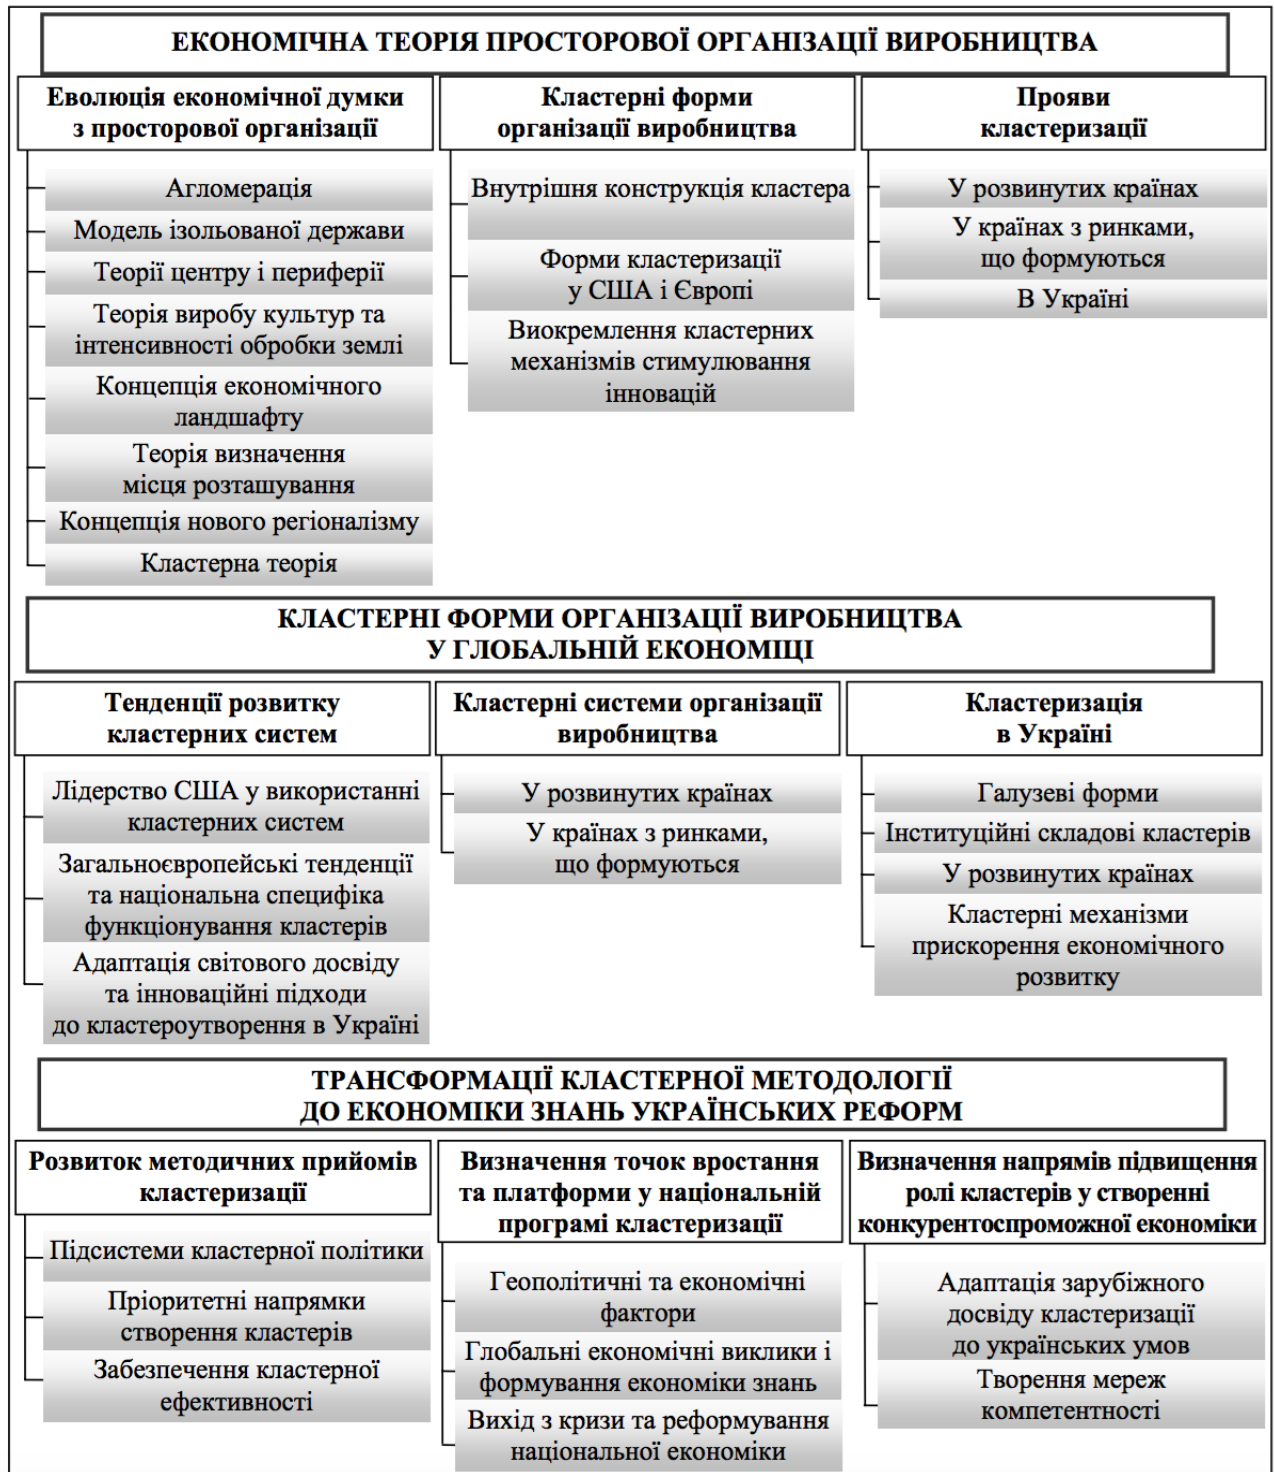 ЕКОНОМІЧНА ТЕОРІЯ ПРОСТОРОВОЇ ОРГАНІЗАЦІЇ ВИРОБНИЦТВА
Еволюція економічної думки
з просторової організації
Агломерація
Модель ізольованої держави
Теорії центру і периферії
Теорія виробу культур та
інтенсивності обробки землі
Концепція економічного
ландшафту
Теорія визначення
місця розташування
Концепція нового регіоналізму
Кластерна теорія
Кластерні форми
організації виробництва
Внутрішня конструкція кластера
Форми кластеризації
у США і Європі
Виокремлення кластерних
механізмів стимулювання
інновацій
Прояви
кластеризації
У розвинутих країнах
У країнах з ринками,
що формуються
В Україні
КЛАСТЕРНІ ФОРМИ ОРГАНІЗАЦІЇ ВИРОБНИЦТВА
У ГЛОБАЛЬНІЙ ЕКОНОМІЦІ
Тенденції розвитку
кластерних систем
Лідерство США у використанні
кластерних систем
Загальноєвропейські тенденції
та національна специфіка
функціонування кластерів
Адаптація світового досвіду
та інноваційні підходи
до кластероутворення в Україні
Кластерні системи організації
виробництва
У розвинутих країнах
У країнах з ринками,
що формуються
Кластеризація
в Україні
Галузеві форми
Інституційні складові кластерів
У розвинутих країнах
Кластерні механізми
прискорення економічного
розвитку
ТРАНСФОРМАЦІЇ КЛАСТЕРНОЇ МЕТОДОЛОГІЇ
ДО ЕКОНОМІКИ ЗНАНЬ УКРАЇНСЬКИХ РЕФОРМ
Розвиток методичних прийомів
кластеризації
Підсистеми кластерної політики
Пріоритетні напрямки
створення кластерів
Забезпечення кластерної
ефективності
Визначення точок вростання
та платформи у національній
програмі кластеризації
Геополітичні та економічні
фактори
Глобальні економічні виклики і
формування економіки знань
Вихід з кризи та реформування
національної економіки
Визначення напрямів підвищення
ролі кластерів у створенні
конкурентоспроможної економіки
Адаптація зарубіжного
досвіду кластеризації
до українських умов
Творення мереж
компетентності